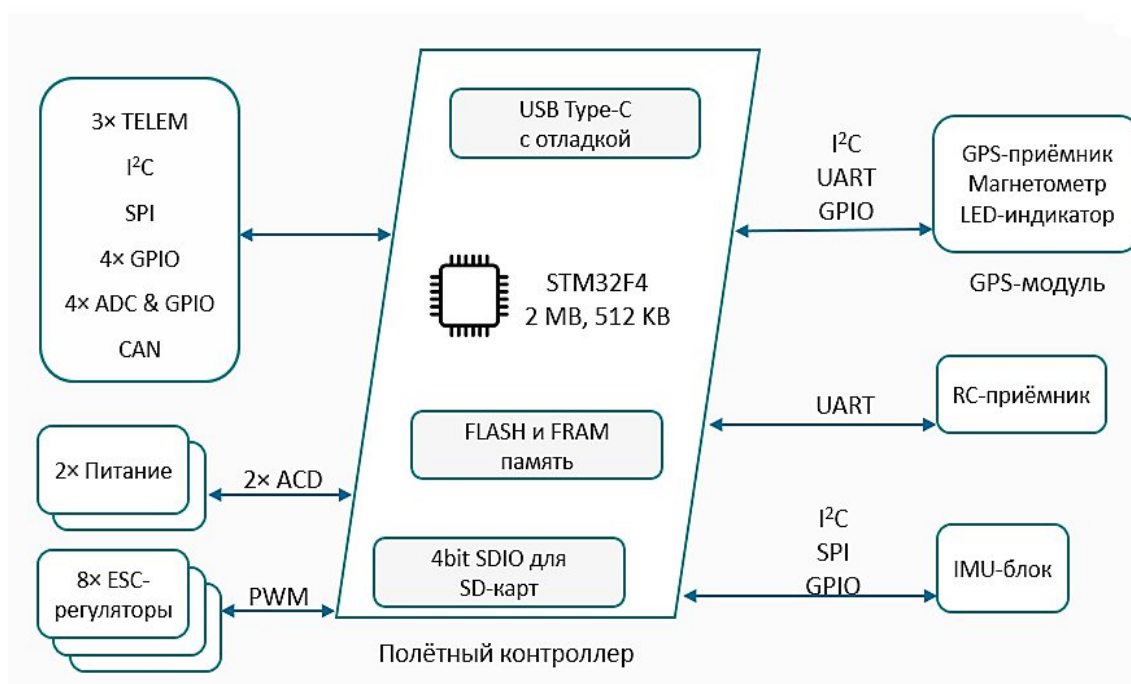 3× TELEM
I²C
SPI
4× GPIO
4× ADC & GPIO
CAN
2× Питание
2× ACD
8× ESC-
регуляторы
PWM
USB Type-C
с отладкой
STM32F4
2 MB, 512 KB
FLASH и FRAM
память
4bit SDIO для
SD-карт
Полётный контроллер
I²C
UART
GPIO
GPS-приёмник
Магнетометр
LED-индикатор
GPS-модуль
UART
RC-приёмник
I²C
SPI
GPIO
IMU-блок